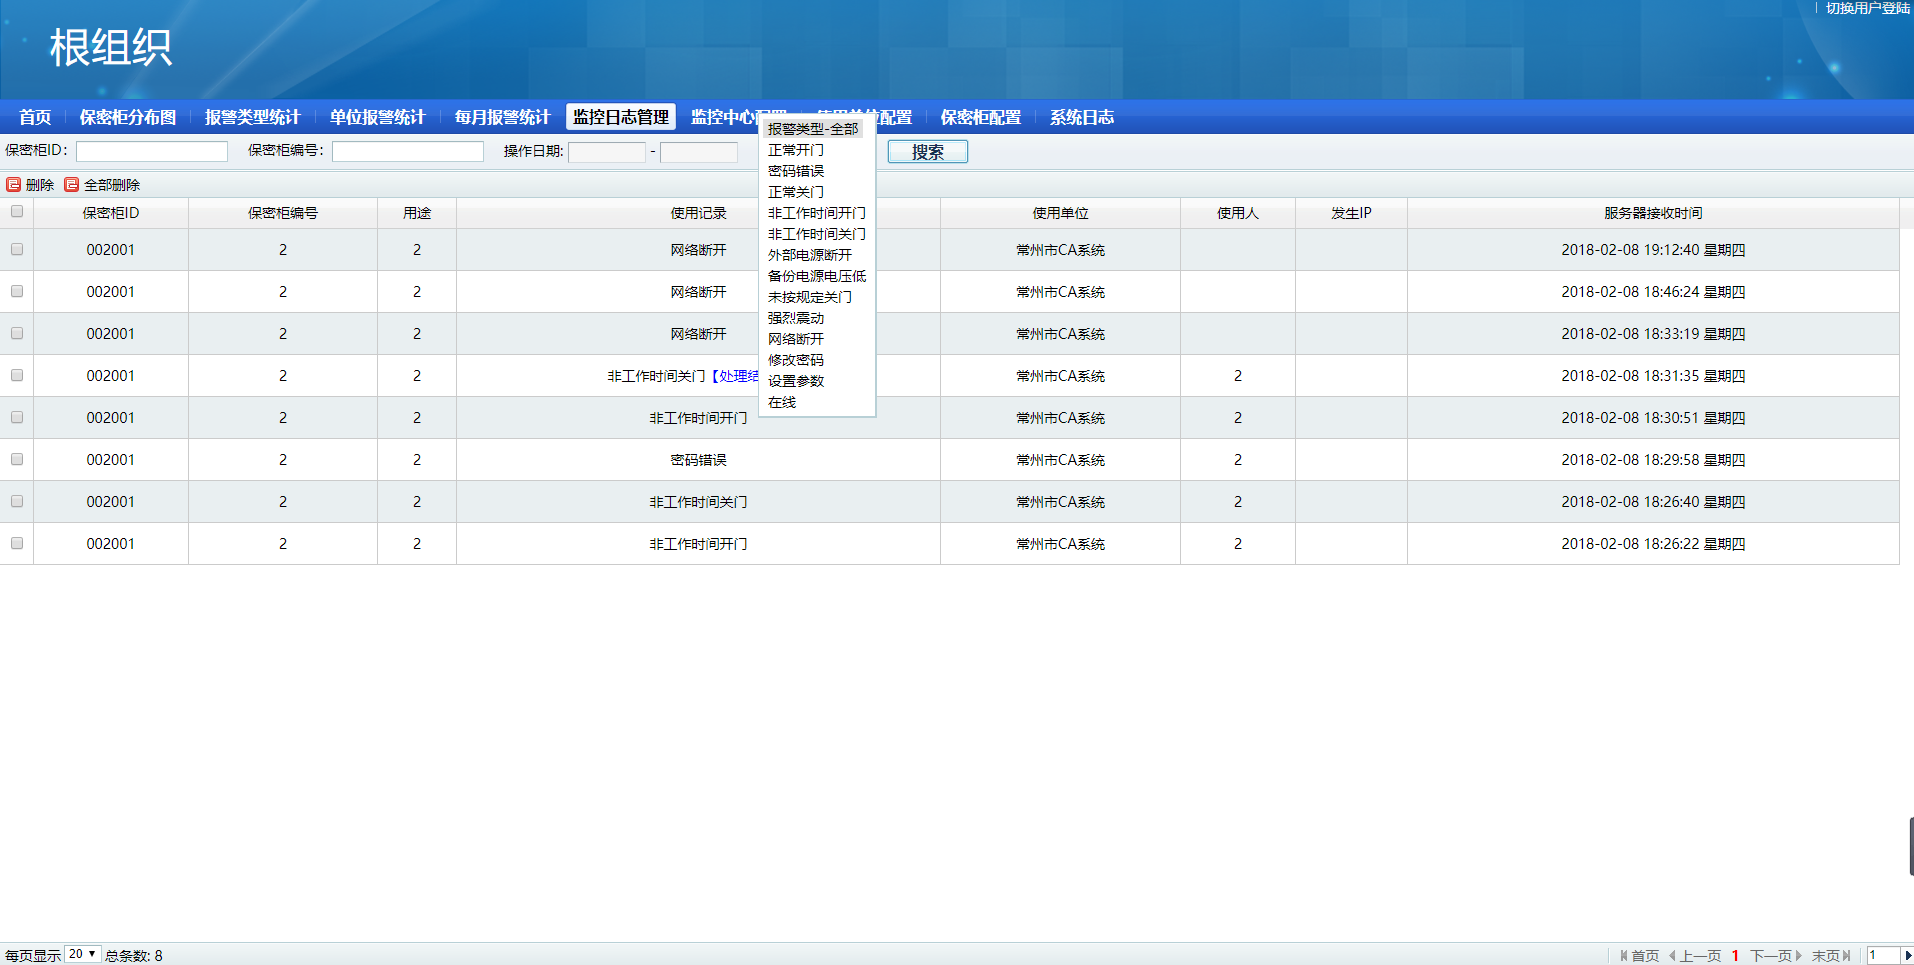 切换用户登陆
根组织
首页 保密柜分布图 报警类型统计 单位报警统计 每月报警统计 监控日志管理 监控中心配置 使用单位配置 保密柜配置 系统日志
保密柜ID: 保密柜编号: 操作日期: - 搜索
报警类型-全部
正常开门
密码错误
正常关门
非工作时间开门
非工作时间关门
外部电源断开
备份电源电压低
未按规定关门
强烈震动
网络断开
修改密码
设置参数
在线
删除 全部删除
保密柜ID 保密柜编号 用途 使用记录 使用单位 使用人 发生IP 服务器接收时间
002001 2 2 网络断开 常州市CA系统 2018-02-08 19:12:40 星期四
002001 2 2 网络断开 常州市CA系统 2018-02-08 18:46:24 星期四
002001 2 2 网络断开 常州市CA系统 2018-02-08 18:33:19 星期四
002001 2 2 非工作时间关门【处理结 常州市CA系统 2 2018-02-08 18:31:35 星期四
002001 2 2 非工作时间开门 常州市CA系统 2 2018-02-08 18:30:51 星期四
002001 2 2 密码错误 常州市CA系统 2 2018-02-08 18:29:58 星期四
002001 2 2 非工作时间关门 常州市CA系统 2 2018-02-08 18:26:40 星期四
002001 2 2 非工作时间开门 常州市CA系统 2 2018-02-08 18:26:22 星期四
每页显示 20 总条数: 8 首页 上一页 1 下一页 末页 1